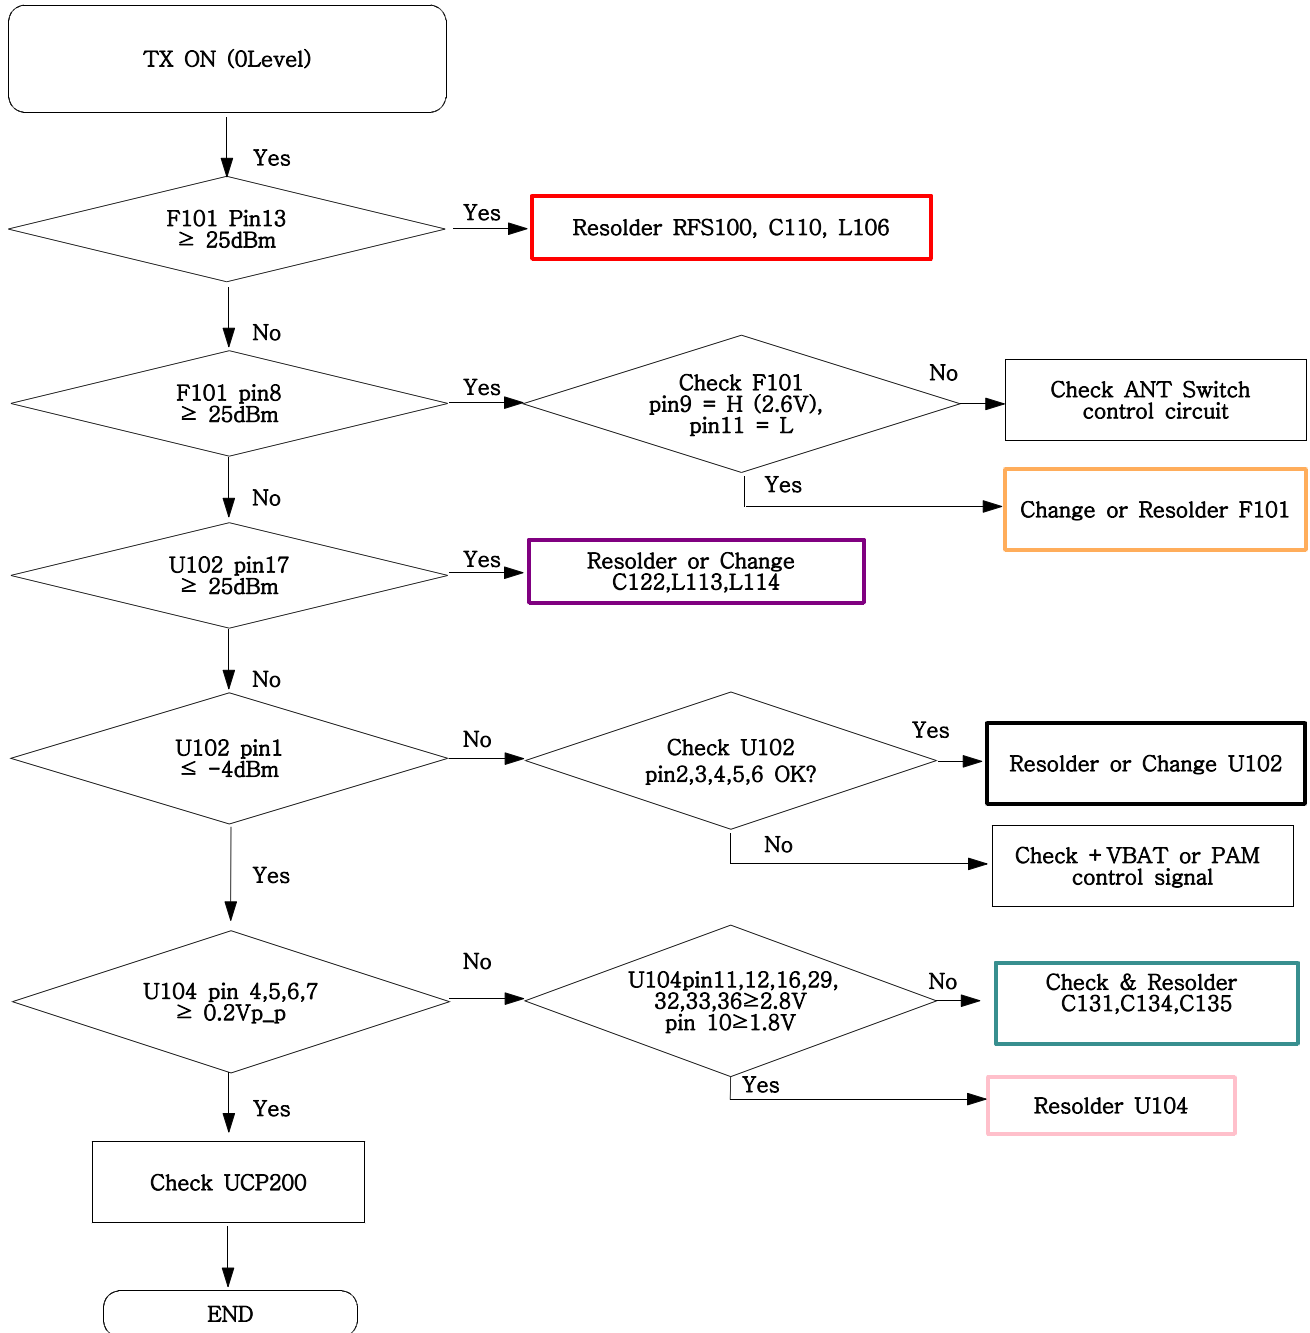 TX ON (0Level)
Yes
F101 Pin13
≥ 25dBm
Yes
Resolder RFS100, C110, L106
No
F101 pin8
≥ 25dBm
Yes
Check F101
pin9 = H (2.6V),
pin11 = L
No
Check ANT Switch
control circuit
Yes
Change or Resolder F101
No
U102 pin17
≥ 25dBm
Yes
Resolder or Change
C122,L113,L114
No
U102 pin1
≤ -4dBm
No
Check U102
pin2,3,4,5,6 OK?
Yes
Resolder or Change U102
No
Check +VBAT or PAM
control signal
Yes
U104 pin 4,5,6,7
≥ 0.2Vp_p
No
U104pin11,12,16,29,
32,33,36≥2.8V
pin 10≥1.8V
No
Check & Resolder
C131,C134,C135
Yes
Resolder U104
Yes
Check UCP200
END